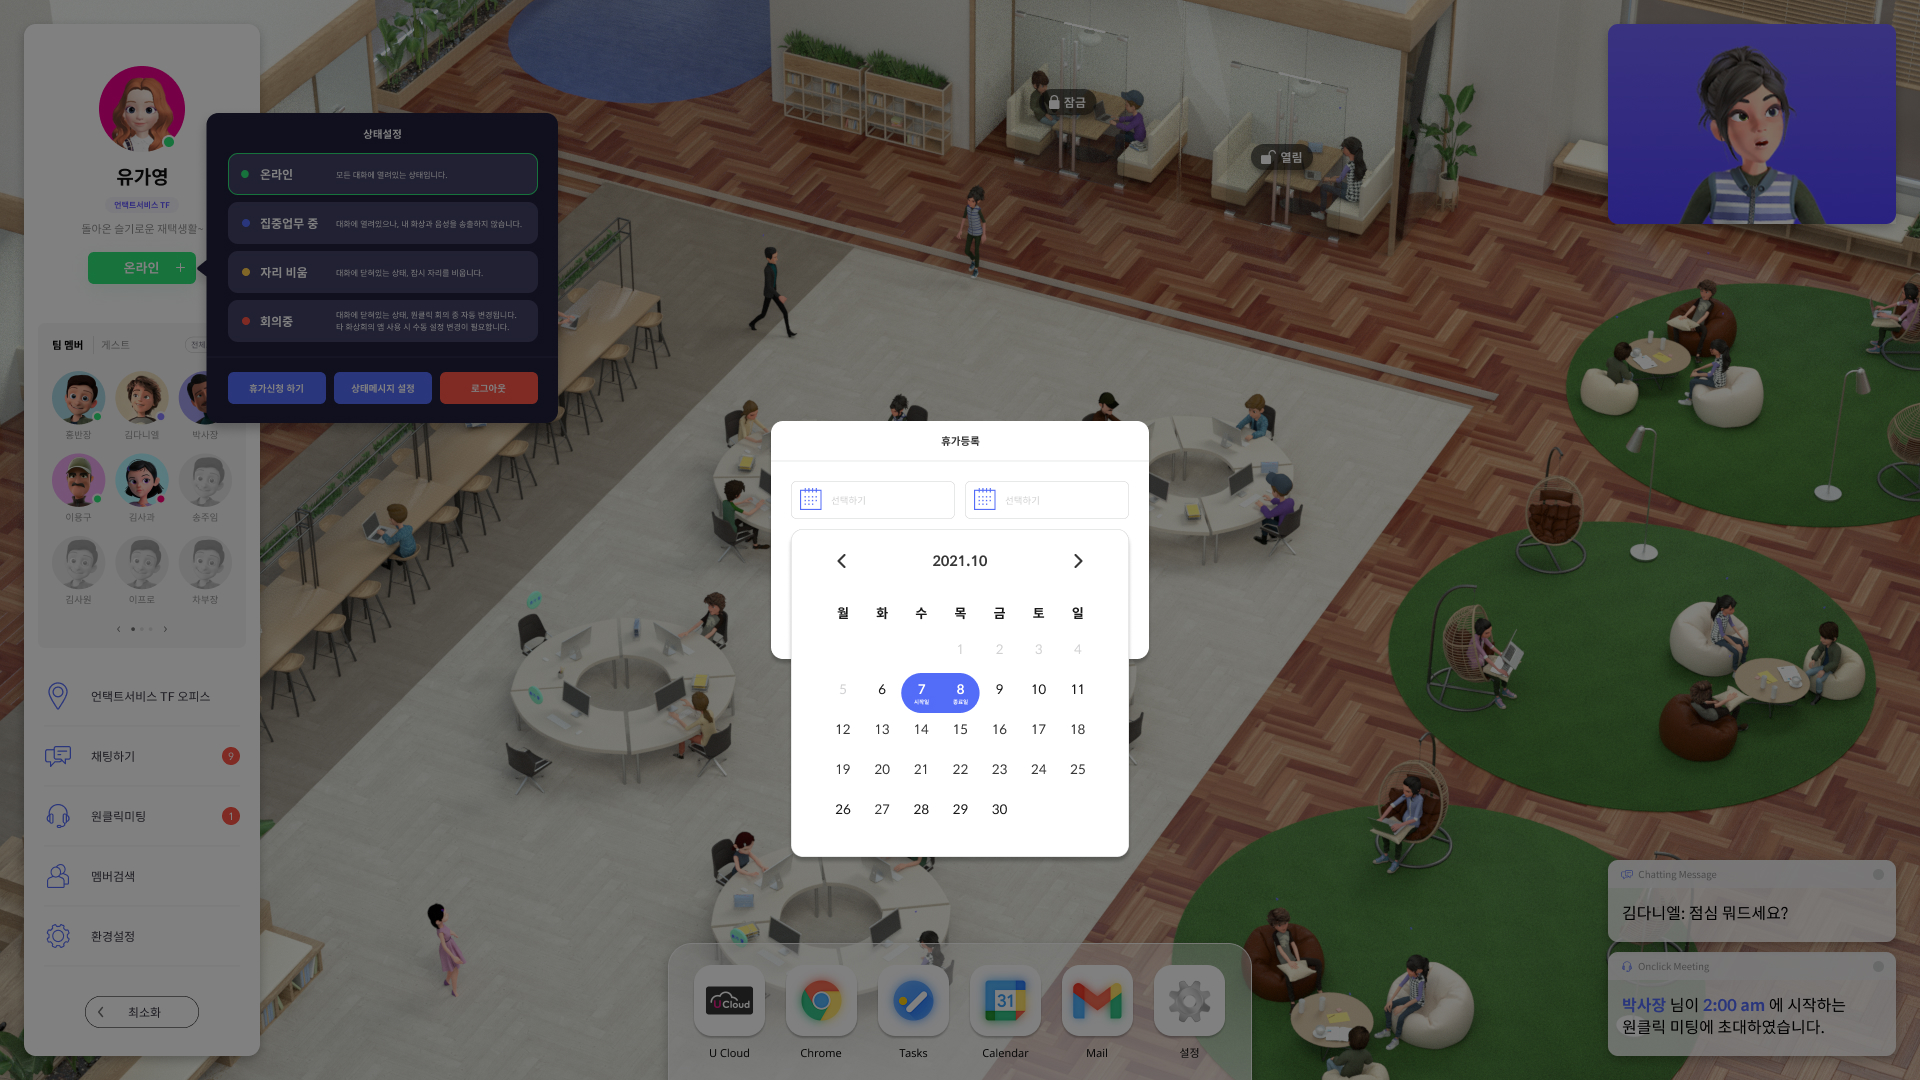 유가영
언택트서비스 TF
돌아온 슬기로운 재택생활~
온라인 +
팀 멤버
게스트
홍반장
김다니엘
박사장
이용구
김사과
송주임
김사원
이프로
차부장
언택트서비스 TF 오피스
채팅하기
9
원클릭미팅
1
멤버검색
환경설정
최소화
상태설정
온라인
모든 대화에 열려있는 상태입니다.
집중업무 중
대화에 열려있으나, 내 화상과 음성을 송출하지 않습니다.
자리 비움
대화에 닫혀있는 상태, 잠시 자리를 비웁니다.
회의중
대화에 닫혀있는 상태, 원클릭 회의 중 자동 변경됩니다.
타 화상회의 앱 사용 시 수동 설정 변경이 필요합니다.
휴가신청 하기
상태메시지 설정
로그아웃
잠금
열림
휴가등록
선택하기
선택하기
2021.10
월 화 수 목 금 토 일
1 2 3 4
5 6 7 8 9 10 11
시작일 종료일
12 13 14 15 16 17 18
19 20 21 22 23 24 25
26 27 28 29 30
UCloud
31
U Cloud
Chrome
Tasks
Calendar
Mail
설정
Chatting Message
김다니엘: 점심 뭐드세요?
Onclick Meeting
박사장 님이 2:00 am 에 시작하는
원클릭 미팅에 초대하였습니다.